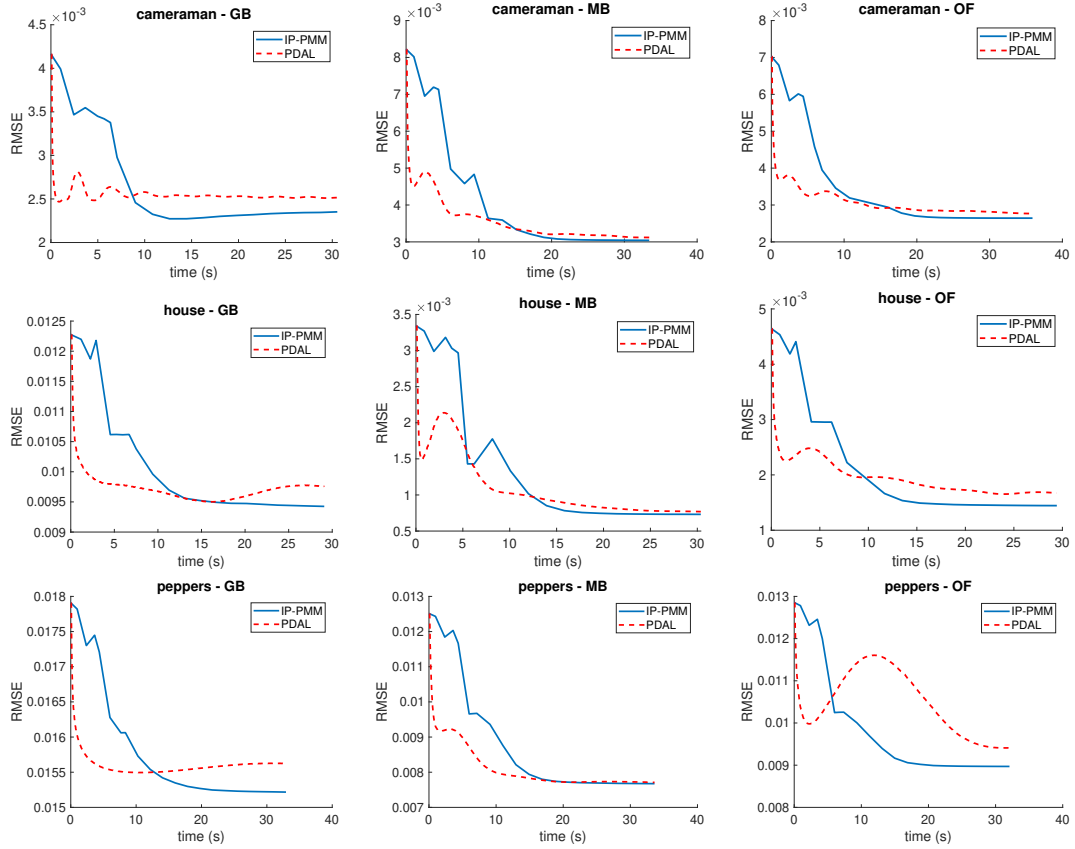 cameraman - GB
×10⁻³
4.5
4
3.5
3
2.5
2
RMSE
IP-PMM
PDAL
0 5 10 15 20 25 30
time (s)
cameraman - MB
×10⁻³
9
8
7
6
5
4
3
RMSE
IP-PMM
PDAL
0 10 20 30 40
time (s)
cameraman - OF
×10⁻³
8
7
6
5
4
3
2
RMSE
IP-PMM
PDAL
0 10 20 30 40
time (s)
house - GB
0.0125
0.012
0.0115
0.011
0.0105
0.01
0.0095
0.009
RMSE
IP-PMM
PDAL
0 5 10 15 20 25 30
time (s)
house - MB
×10⁻³
3.5
3
2.5
2
1.5
1
0.5
RMSE
IP-PMM
PDAL
0 5 10 15 20 25 30
time (s)
house - OF
×10⁻³
5
4
3
2
1
RMSE
IP-PMM
PDAL
0 5 10 15 20 25 30
time (s)
peppers - GB
0.018
0.0175
0.017
0.0165
0.016
0.0155
0.015
RMSE
IP-PMM
PDAL
0 10 20 30 40
time (s)
peppers - MB
0.013
0.012
0.011
0.01
0.009
0.008
0.007
RMSE
IP-PMM
PDAL
0 10 20 30 40
time (s)
peppers - OF
0.013
0.012
0.011
0.01
0.009
0.008
RMSE
IP-PMM
PDAL
0 10 20 30 40
time (s)